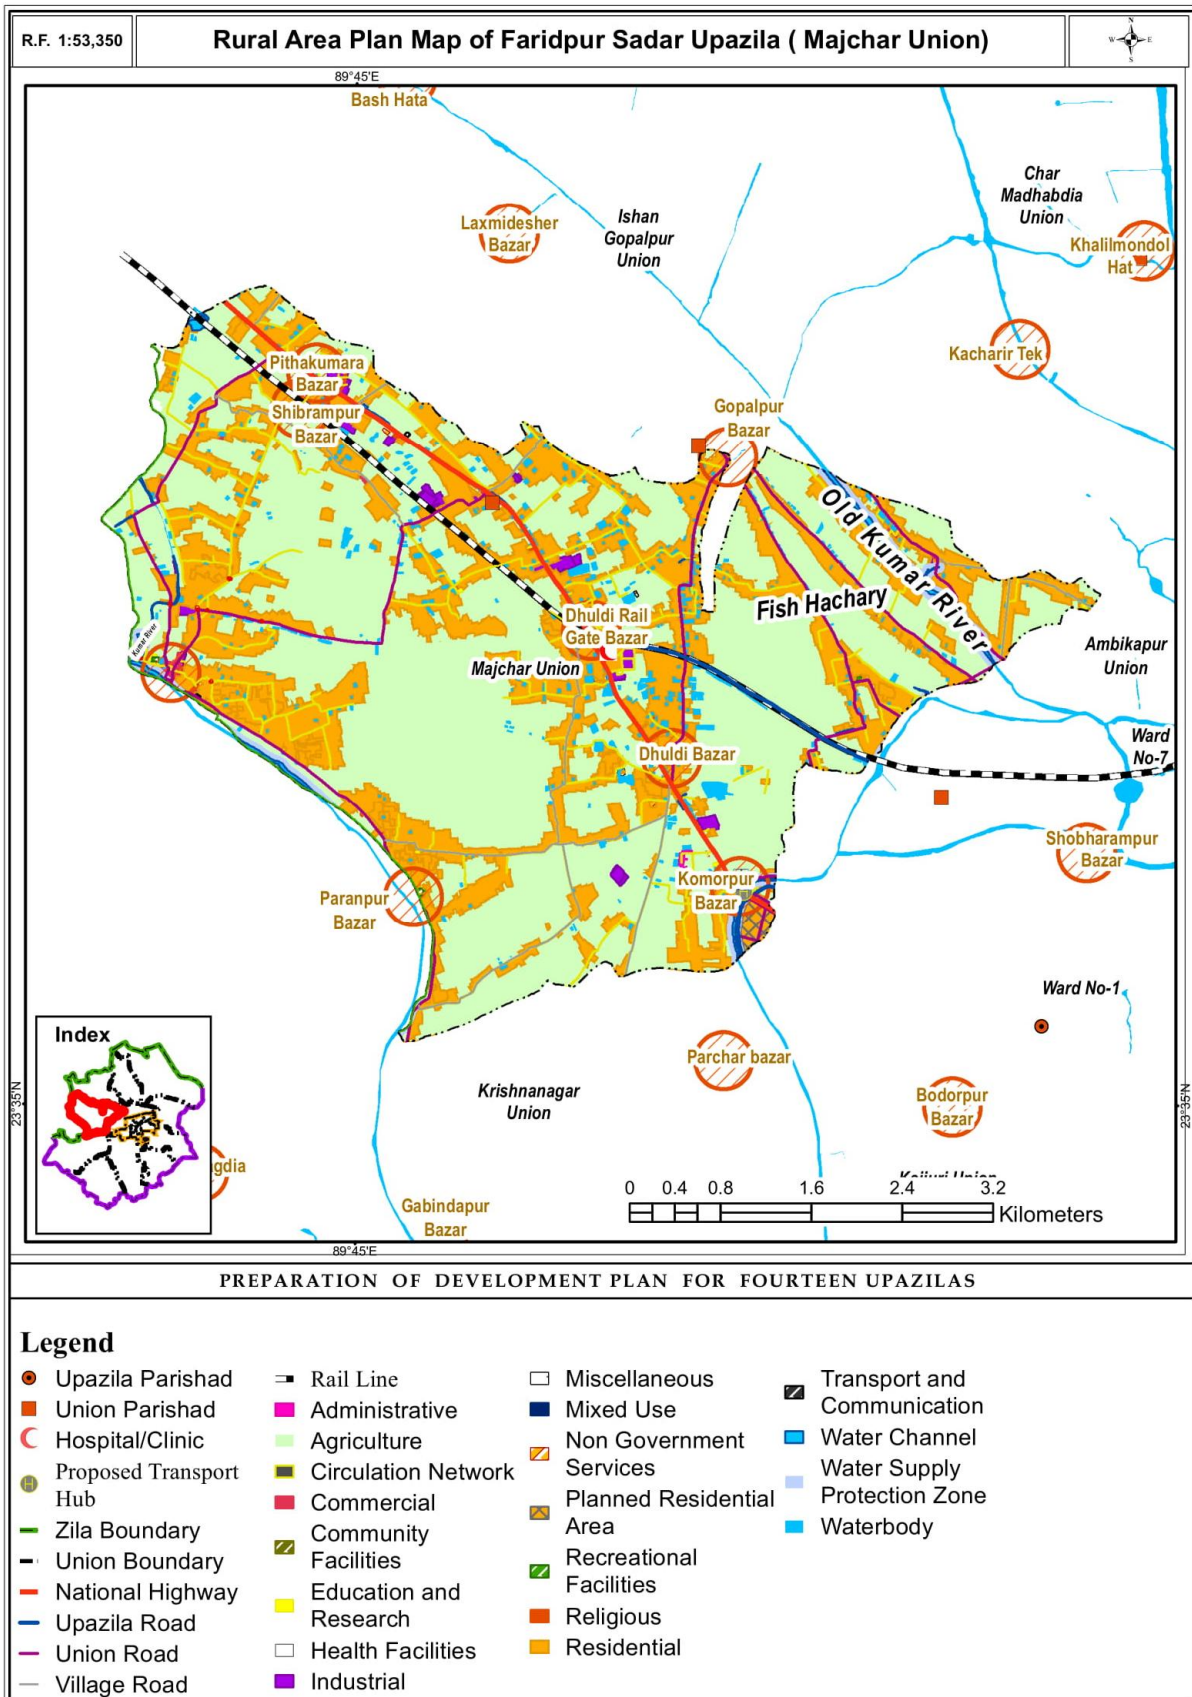 R.F. 1:53,350
Rural Area Plan Map of Faridpur Sadar Upazila ( Majchar Union)
N
W
E
S
89°45'E
Bash Hata
Laxmidesher
Bazar
Ishan
Gopalpur
Union
Char
Madhabdia
Union
Khalilmondol
Hat
Kacharir Tek
Pithakumara
Bazar
Shibrampur
Bazar
Gopalpur
Bazar
Old Kumar River
Fish Hachary
Dhuldi Rail
Gate Bazar
Kumar River
Majchar Union
Ambikapur
Union
Dhuldi Bazar
Ward
No-7
Shobharampur
Bazar
Komorpur
Bazar
Paranpur
Bazar
Ward No-1
Parchar bazar
Krishnanagar
Union
Bodorpur
Bazar
Index
23°35'N
23°35'N
gdia
Gabindapur
Bazar
0 0.4 0.8 1.6 2.4 3.2
Kilometers
89°45'E
PREPARATION OF DEVELOPMENT PLAN FOR FOURTEEN UPAZILAS
Legend
Upazila Parishad
Union Parishad
Hospital/Clinic
H
Proposed Transport
Hub
Zila Boundary
Union Boundary
National Highway
Upazila Road
Union Road
Village Road
Rail Line
Administrative
Agriculture
Circulation Network
Commercial
Community
Facilities
Education and
Research
Health Facilities
Industrial
Miscellaneous
Mixed Use
Non Government
Services
Planned Residential
Area
Recreational
Facilities
Religious
Residential
Transport and
Communication
Water Channel
Water Supply
Protection Zone
Waterbody